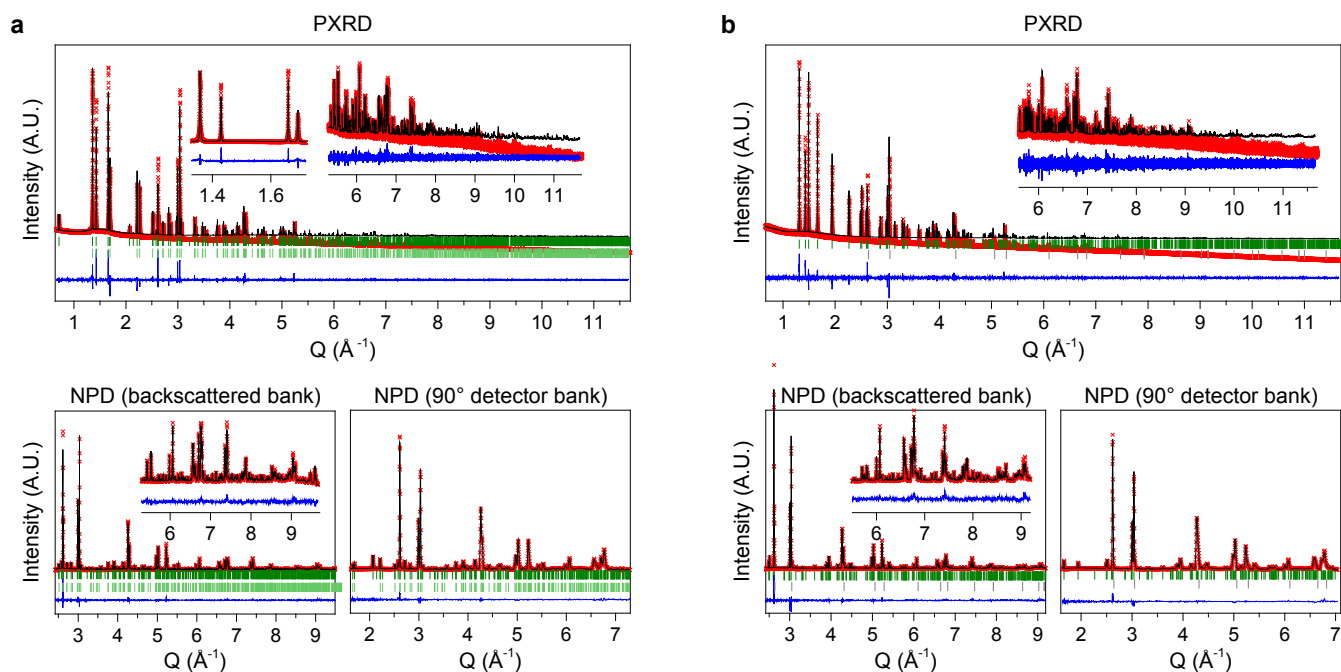 a
PXRD
Intensity (A.U.)
1.4 1.6
6 7 8 9 10 11
1 2 3 4 5 6 7 8 9 10 11
Q (Å⁻¹)
NPD (backscattered bank)
Intensity (A.U.)
6 7 8 9
3 4 5 6 7 8 9
Q (Å⁻¹)
NPD (90° detector bank)
2 3 4 5 6 7
Q (Å⁻¹)
b
PXRD
Intensity (A.U.)
6 7 8 9 10 11
1 2 3 4 5 6 7 8 9 10 11
Q (Å⁻¹)
NPD (backscattered bank)
Intensity (A.U.)
6 7 8 9
3 4 5 6 7 8 9
Q (Å⁻¹)
NPD (90° detector bank)
2 3 4 5 6 7
Q (Å⁻¹)